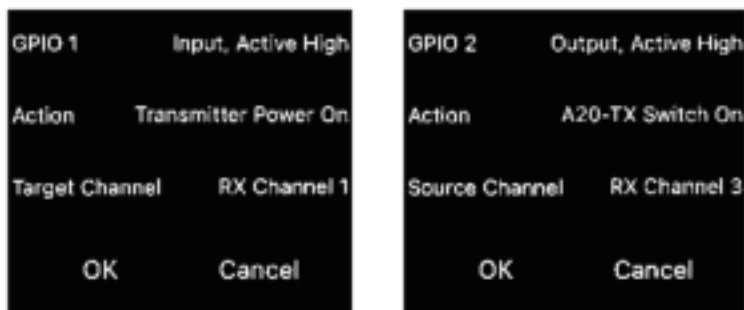 GPIO 1 Input, Active High
Action Transmitter Power On
Target Channel RX Channel 1
OK Cancel
GPIO 2 Output, Active High
Action A20-TX Switch On
Source Channel RX Channel 3
OK Cancel